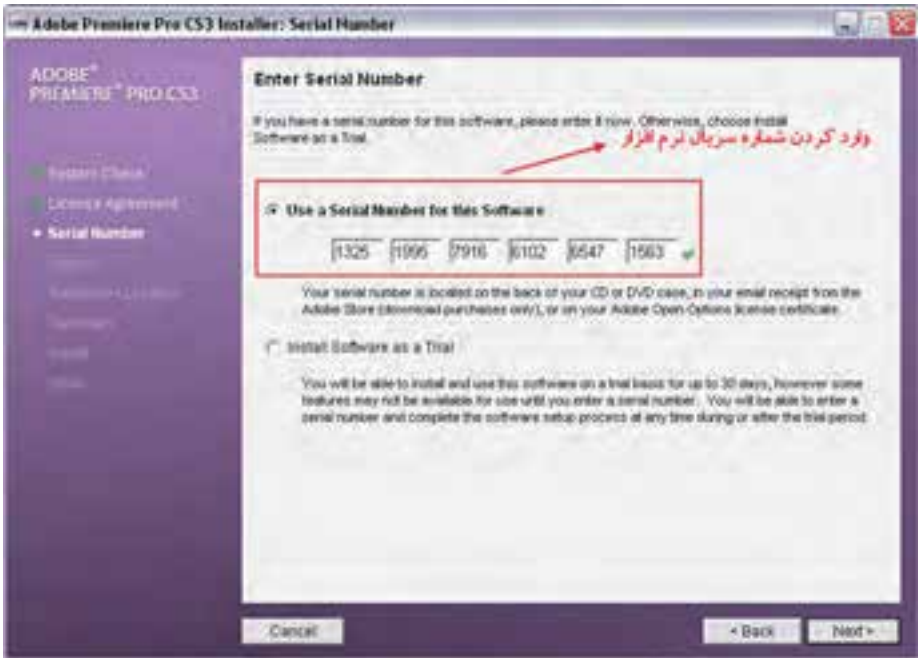 Adobe Premiere Pro CS3 Installer: Serial Number
ADOBE®
PREMIERE® PRO CS3
System Check
License Agreement
Serial Number
Enter Serial Number
If you have a serial number for this software, please enter it now. Otherwise, choose Install
Software as a Trial.
وارد کردن شماره سریال نرم افزار
Use a Serial Number for this Software
1325 7916 6102 1563
Your serial number is located on the back of your CD or DVD case, in your email receipt from the
Adobe Store (download purchases only), or on your Adobe Open Options license certificate.
Install Software as a Trial
You will be able to install and use this software on a trial basis for up to 30 days, however some
features may not be available for use until you enter a serial number. You will be able to enter a
serial number and complete the software setup process at any time during or after the trial period.
Cancel
< Back
Next >